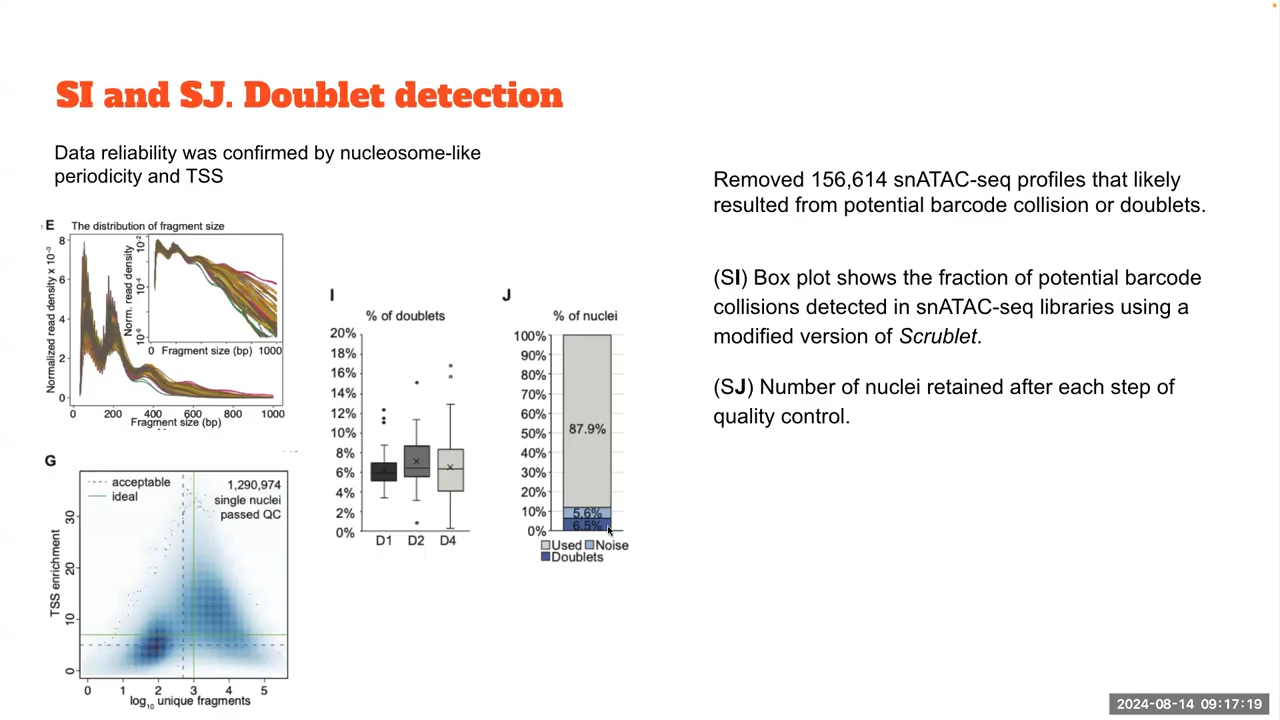 SI and SJ. Doublet detection
Data reliability was confirmed by nucleosome-like
periodicity and TSS
E
The distribution of fragment size
Normalized read density x 10⁻³
8
6
4
2
0
0 200 400 600 800 1000
Fragment size (bp)
Norm. read density
10⁻²
10⁻⁴
10⁻⁶
0 Fragment size (bp) 1000
G
acceptable
ideal
1,290,974
single nuclei
passed QC
TSS enrichment
30
20
10
0
0 1 2 3 4 5
log₁₀ unique fragments
I
% of doublets
20%
18%
16%
14%
12%
10%
8%
6%
4%
2%
0%
D1 D2 D4
J
% of nuclei
100%
90%
80%
70%
60%
50%
40%
30%
20%
10%
0%
87.9%
5.6%
6.5%
Used Noise
Doublets
Removed 156,614 snATAC-seq profiles that likely
resulted from potential barcode collision or doublets.
(SI) Box plot shows the fraction of potential barcode
collisions detected in snATAC-seq libraries using a
modified version of Scrublet.
(SJ) Number of nuclei retained after each step of
quality control.
2024-08-14 09:17:19